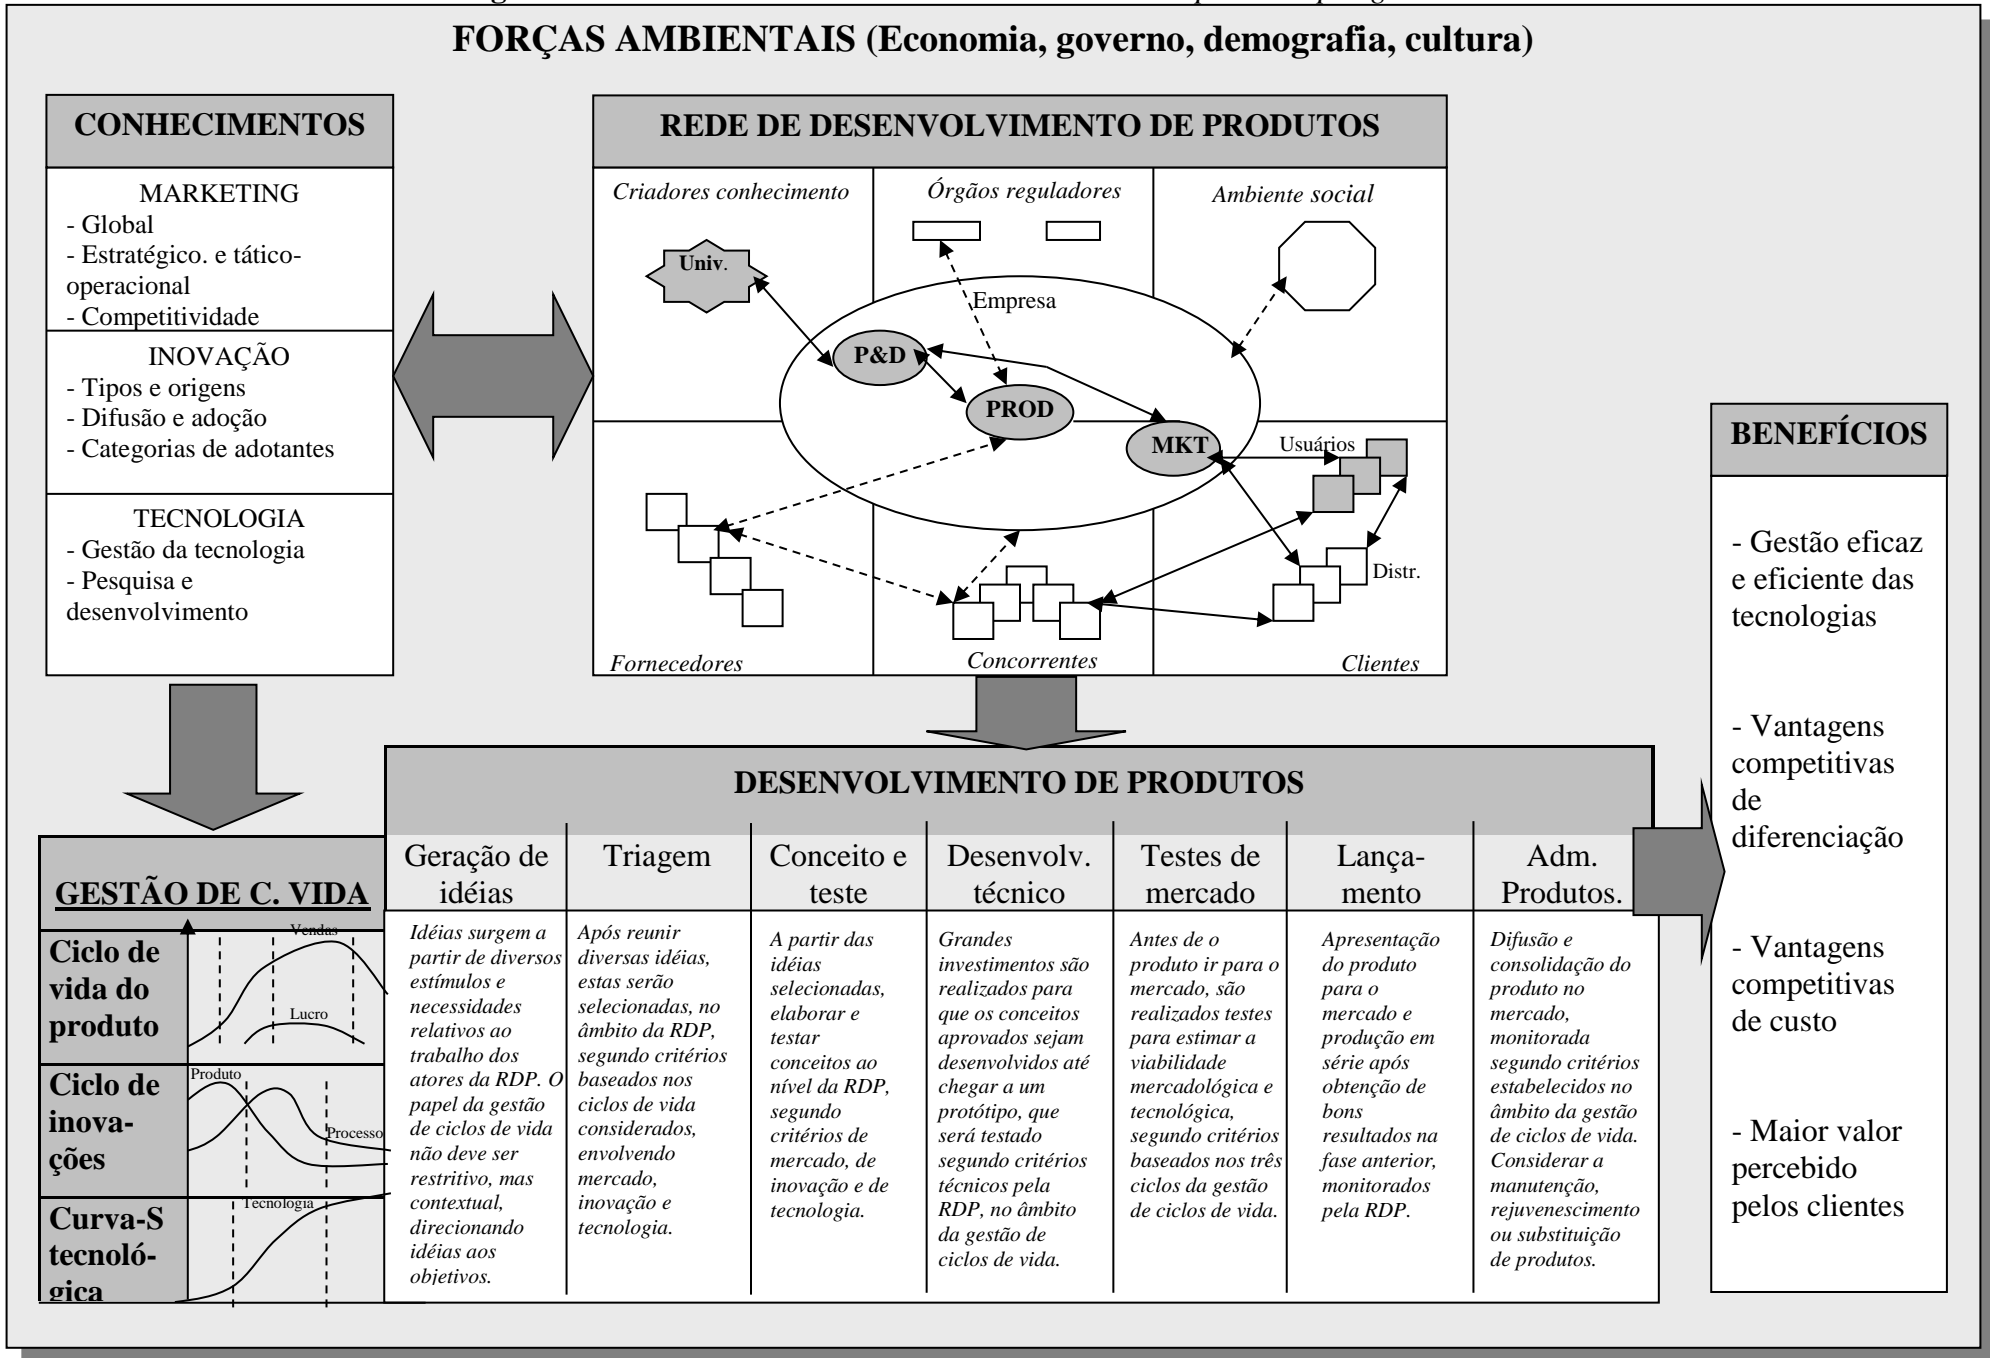 FORÇAS AMBIENTAIS (Economia, governo, demografia, cultura)
CONHECIMENTOS
MARKETING
- Global
- Estratégico. e tático-
operacional
- Competitividade
INOVAÇÃO
- Tipos e origens
- Difusão e adoção
- Categorias de adotantes
TECNOLOGIA
- Gestão da tecnologia
- Pesquisa e
desenvolvimento
REDE DE DESENVOLVIMENTO DE PRODUTOS
Criadores conhecimento
Órgãos reguladores
Ambiente social
Univ.
Empresa
P&D
PROD
MKT
Usuários
Distr.
Fornecedores
Concorrentes
Clientes
BENEFÍCIOS
- Gestão eficaz
e eficiente das
tecnologias
- Vantagens
competitivas
de
diferenciação
- Vantagens
competitivas
de custo
- Maior valor
percebido
pelos clientes
GESTÃO DE C. VIDA
Ciclo de
vida do
produto
Vendas
Lucro
Ciclo de
inova-
ções
Produto
Processo
Curva-S
tecnoló-
gica
Tecnologia
DESENVOLVIMENTO DE PRODUTOS
Geração de
idéias
Idéias surgem a
partir de diversos
estímulos e
necessidades
relativos ao
trabalho dos
atores da RDP. O
papel da gestão
de ciclos de vida
não deve ser
restritivo, mas
contextual,
direcionando
idéias aos
objetivos.
Triagem
Após reunir
diversas idéias,
estas serão
selecionadas, no
âmbito da RDP,
segundo critérios
baseados nos
ciclos de vida
considerados,
envolvendo
mercado,
inovação e
tecnologia.
Conceito e
teste
A partir das
idéias
selecionadas,
elaborar e
testar
conceitos ao
nível da RDP,
segundo
critérios de
mercado, de
inovação e de
tecnologia.
Desenvolv.
técnico
Grandes
investimentos são
realizados para
que os conceitos
aprovados sejam
desenvolvidos até
chegar a um
protótipo, que
será testado
segundo critérios
técnicos pela
RDP, no âmbito
da gestão de
ciclos de vida.
Testes de
mercado
Antes de o
produto ir para o
mercado, são
realizados testes
para estimar a
viabilidade
mercadológica e
tecnológica,
segundo critérios
baseados nos três
ciclos da gestão
de ciclos de vida.
Lança-
mento
Apresentação
do produto
para o
mercado e
produção em
série após
obtenção de
bons
resultados na
fase anterior,
monitorados
pela RDP.
Adm.
Produtos.
Difusão e
consolidação do
produto no
mercado,
monitorada
segundo critérios
estabelecidos no
âmbito da gestão
de ciclos de vida.
Considerar a
manutenção,
rejuvenescimento
ou substituição
de produtos.